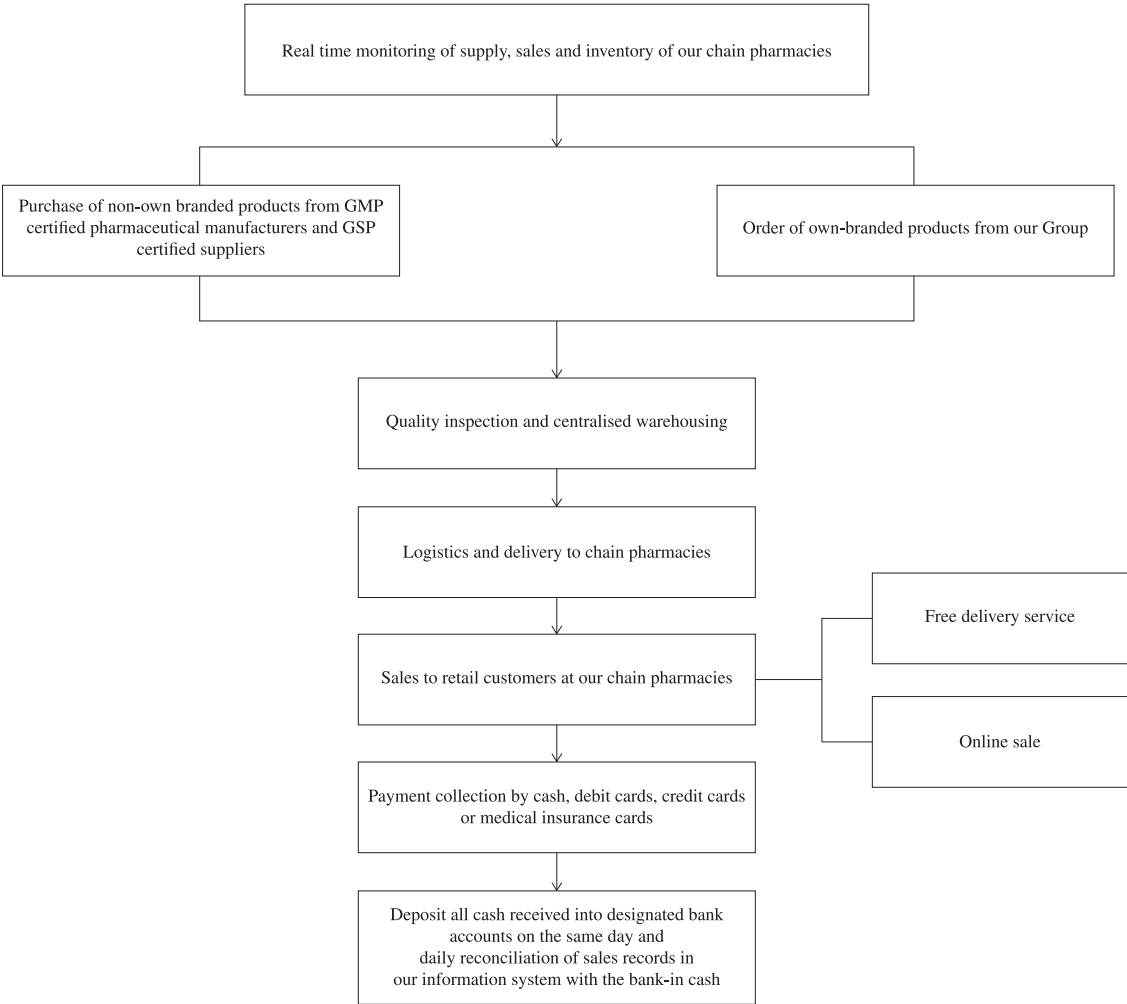 Real time monitoring of supply, sales and inventory of our chain pharmacies
Purchase of non-own branded products from GMP
certified pharmaceutical manufacturers and GSP
certified suppliers
Order of own-branded products from our Group
Quality inspection and centralised warehousing
Logistics and delivery to chain pharmacies
Free delivery service
Sales to retail customers at our chain pharmacies
Online sale
Payment collection by cash, debit cards, credit cards
or medical insurance cards
Deposit all cash received into designated bank
accounts on the same day and
daily reconciliation of sales records in
our information system with the bank-in cash